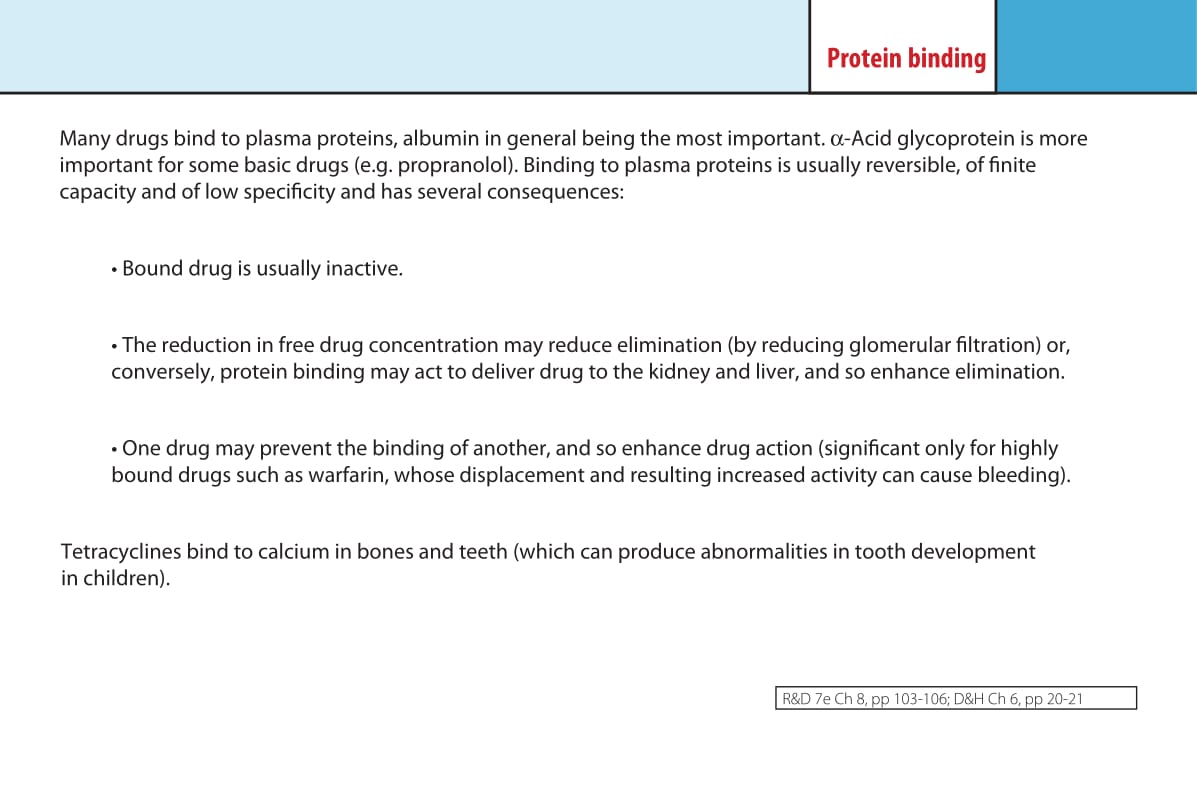 Protein binding
Many drugs bind to plasma proteins, albumin in general being the most important. α-Acid glycoprotein is more
important for some basic drugs (e.g. propranolol). Binding to plasma proteins is usually reversible, of finite
capacity and of low specificity and has several consequences:
• Bound drug is usually inactive.
• The reduction in free drug concentration may reduce elimination (by reducing glomerular filtration) or,
conversely, protein binding may act to deliver drug to the kidney and liver, and so enhance elimination.
• One drug may prevent the binding of another, and so enhance drug action (significant only for highly
bound drugs such as warfarin, whose displacement and resulting increased activity can cause bleeding).
Tetracyclines bind to calcium in bones and teeth (which can produce abnormalities in tooth development
in children).
R&D 7e Ch 8, pp 103-106; D&H Ch 6, pp 20-21